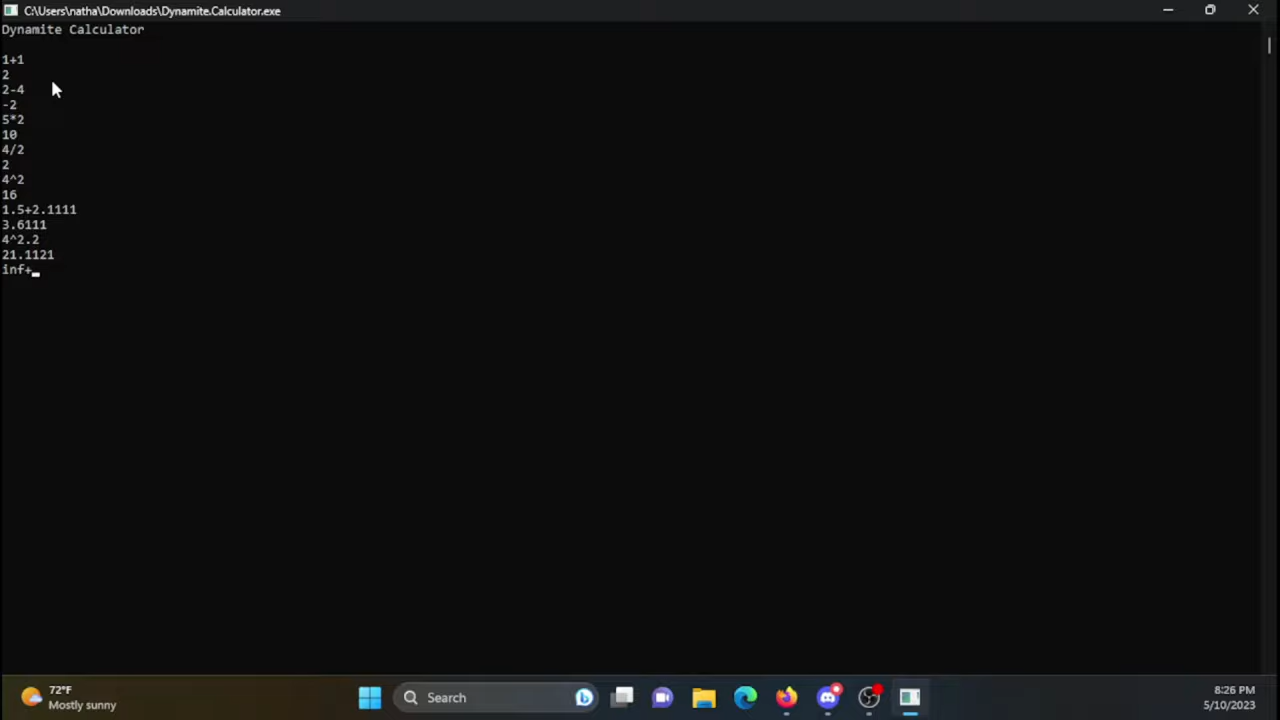 C:\Users\natha\Downloads\Dynamite.Calculator.exe
Dynamite Calculator
1+1
2
2-4
-2
5*2
10
4/2
2
4^2
16
1.5+2.1111
3.6111
4^2.2
21.1121
inf+_
72°F
Mostly sunny
Search
8:26 PM
5/10/2023